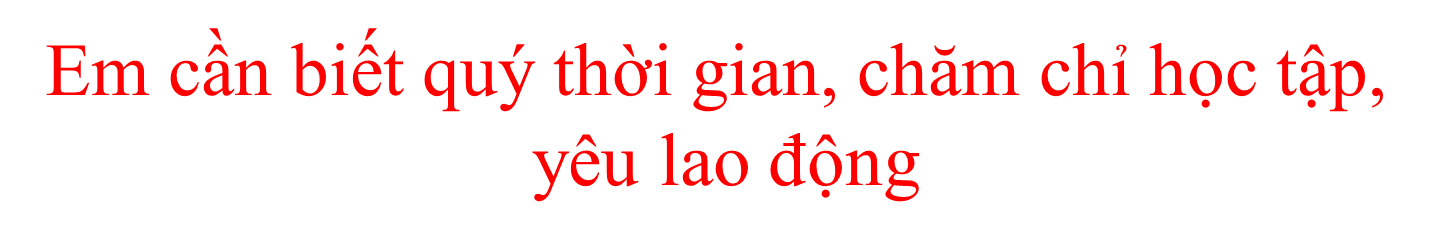 Em cần biết quý thời gian, chăm chỉ học tập,
yêu lao động